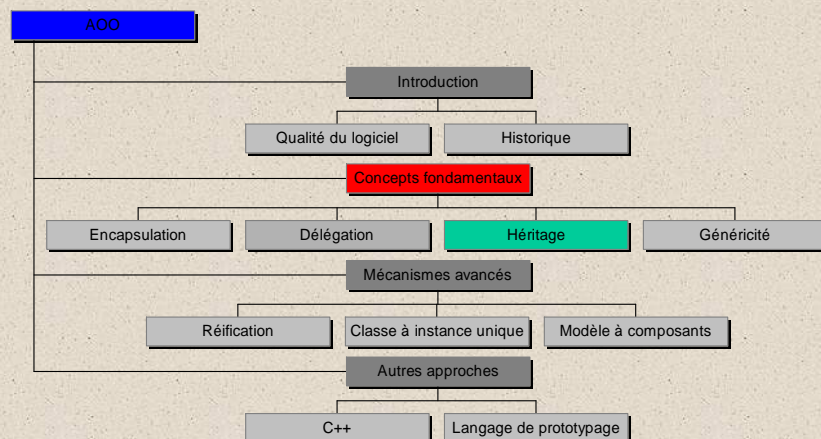 AOO
Introduction
Qualité du logiciel
Historique
Concepts fondamentaux
Encapsulation
Délégation
Héritage
Généricité
Mécanismes avancés
Réification
Classe à instance unique
Modèle à composants
Autres approches
C++
Langage de prototypage